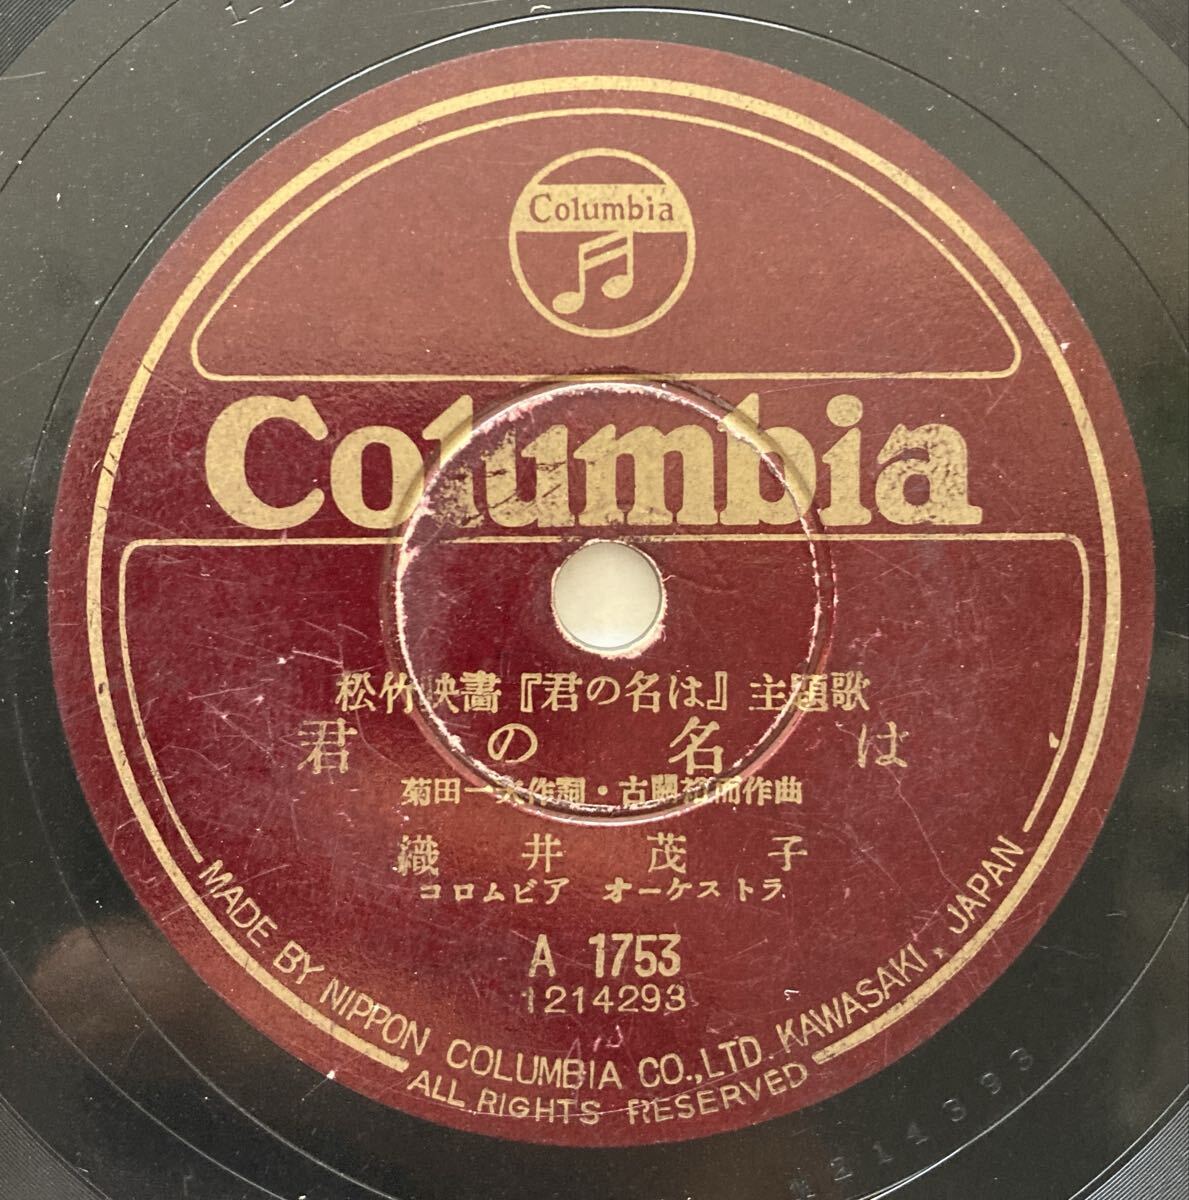 Columbia
Columbia
松竹映畵『君の名は』主題歌
君の名は
菊田一夫作詞・古關裕而作曲
織井茂子
コロムビア オーケストラ
A 1753
1214293
MADE BY NIPPON COLUMBIA CO., LTD. KAWASAKI, JAPAN
ALL RIGHTS RESERVED